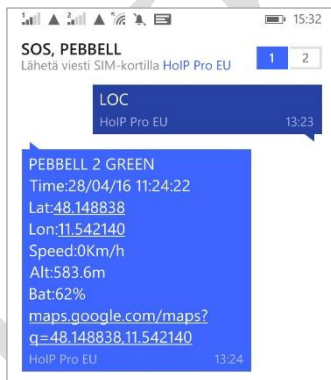 1 2 15:32
SOS, PEBBELL
Lähetä viesti SIM-kortilla HoIP Pro EU
1 2
LOC
HoIP Pro EU 13:23
PEBBELL 2 GREEN
Time:28/04/16 11:24:22
Lat:48.148838
Lon:11.542140
Speed:0Km/h
Alt:583.6m
Bat:62%
maps.google.com/maps?
q=48.148838,11.542140
HoIP Pro EU 13:24